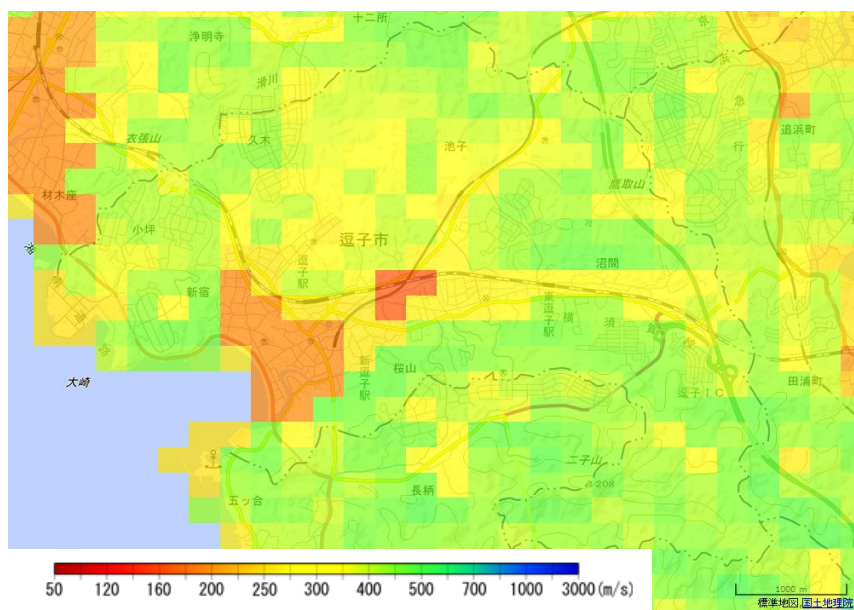 十二所
浄明寺
滑川
追浜町
衣張山
久木
池子
鷹取山
材木座
小坪
逗子市
沼間
逗子駅
新宿
東逗子駅
横
須
大崎
新逗子駅
桜山
逗子IC
田浦町
二子山
208
長柄
五ッ合
50 120 160 200 250 300 400 500 700 1000 3000 (m/s)
1000 m
標準地図,国土地理院